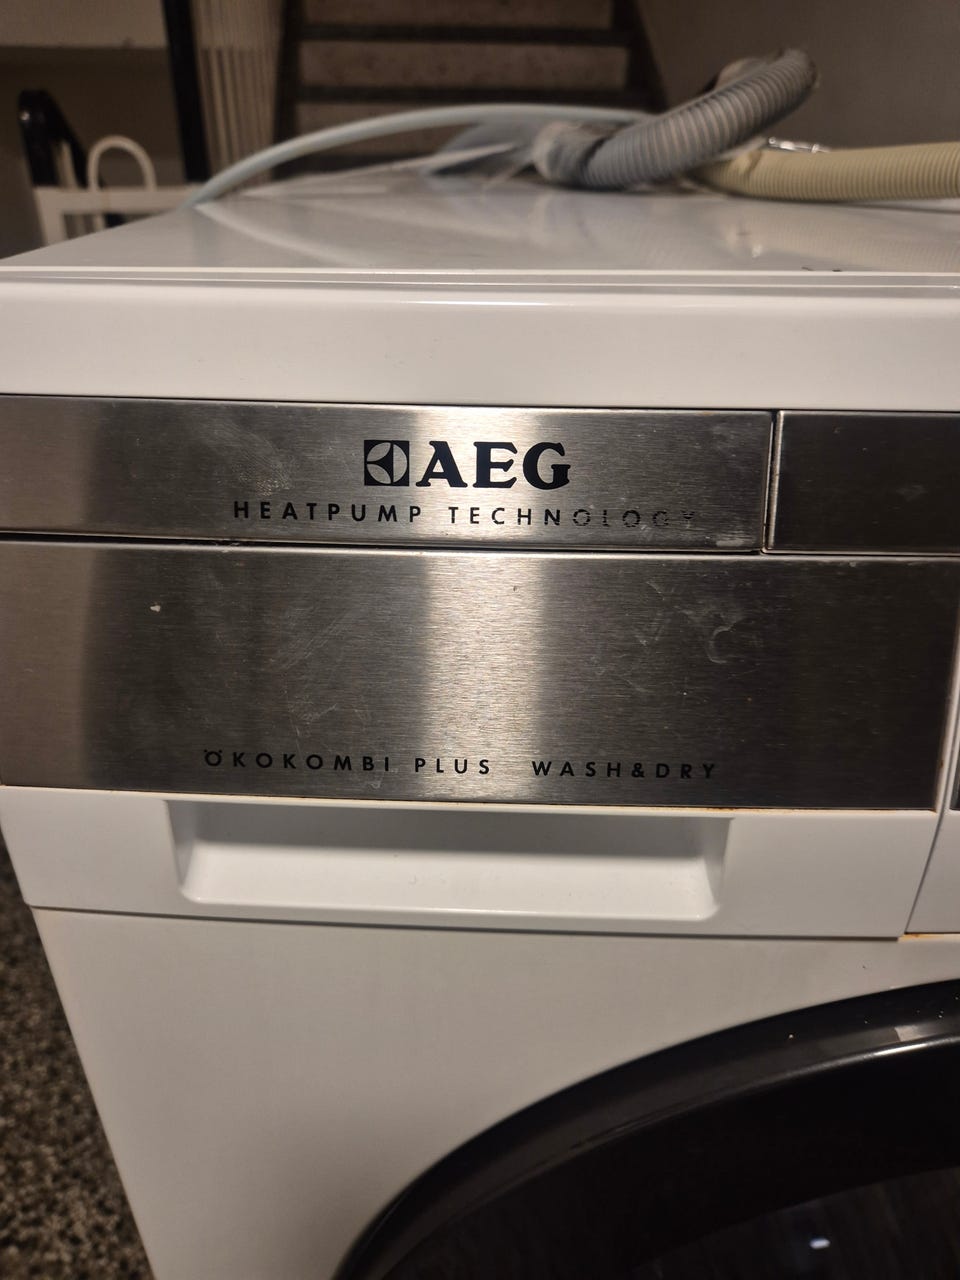 AEG
HEATPUMP TECHNOLOGY
ÖKOKOMBI PLUS WASH&DRY